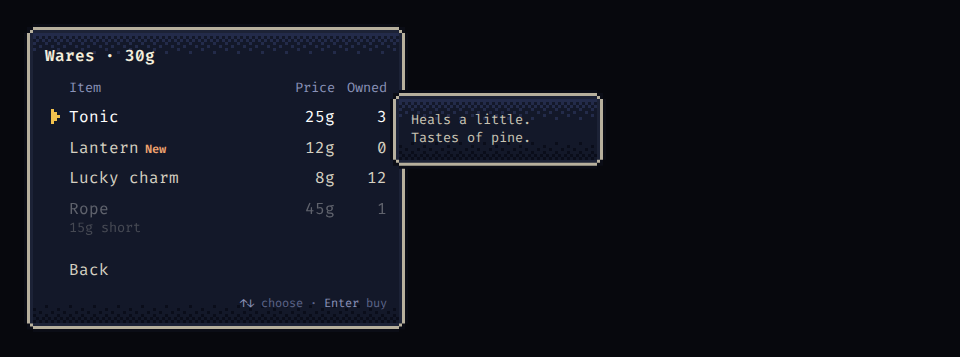 Wares · 30g
Item Price Owned
Tonic 25g 3
Lantern New 12g 0
Lucky charm 8g 12
Rope 45g 1
15g short
Back
↑↓ choose · Enter buy
Heals a little.
Tastes of pine.